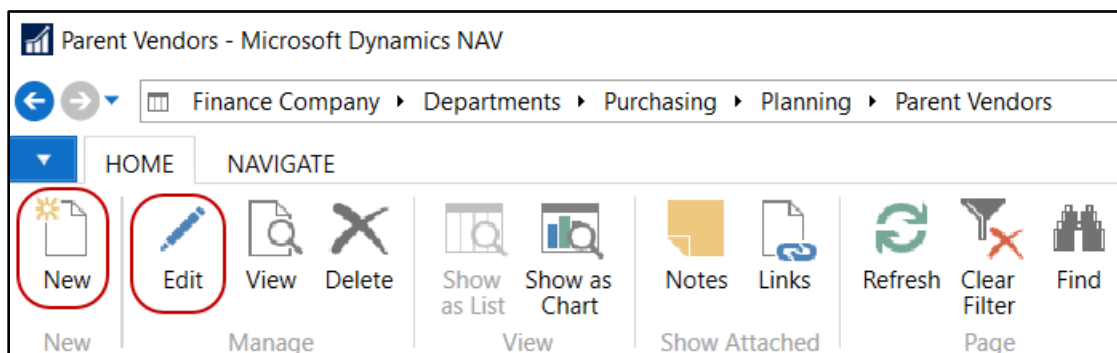 Parent Vendors - Microsoft Dynamics NAV
Finance Company Departments Purchasing Planning Parent Vendors
HOME NAVIGATE
New Edit View Delete Show as List Show as Chart Notes Links Refresh Clear Filter Find
New Manage View Show Attached Page